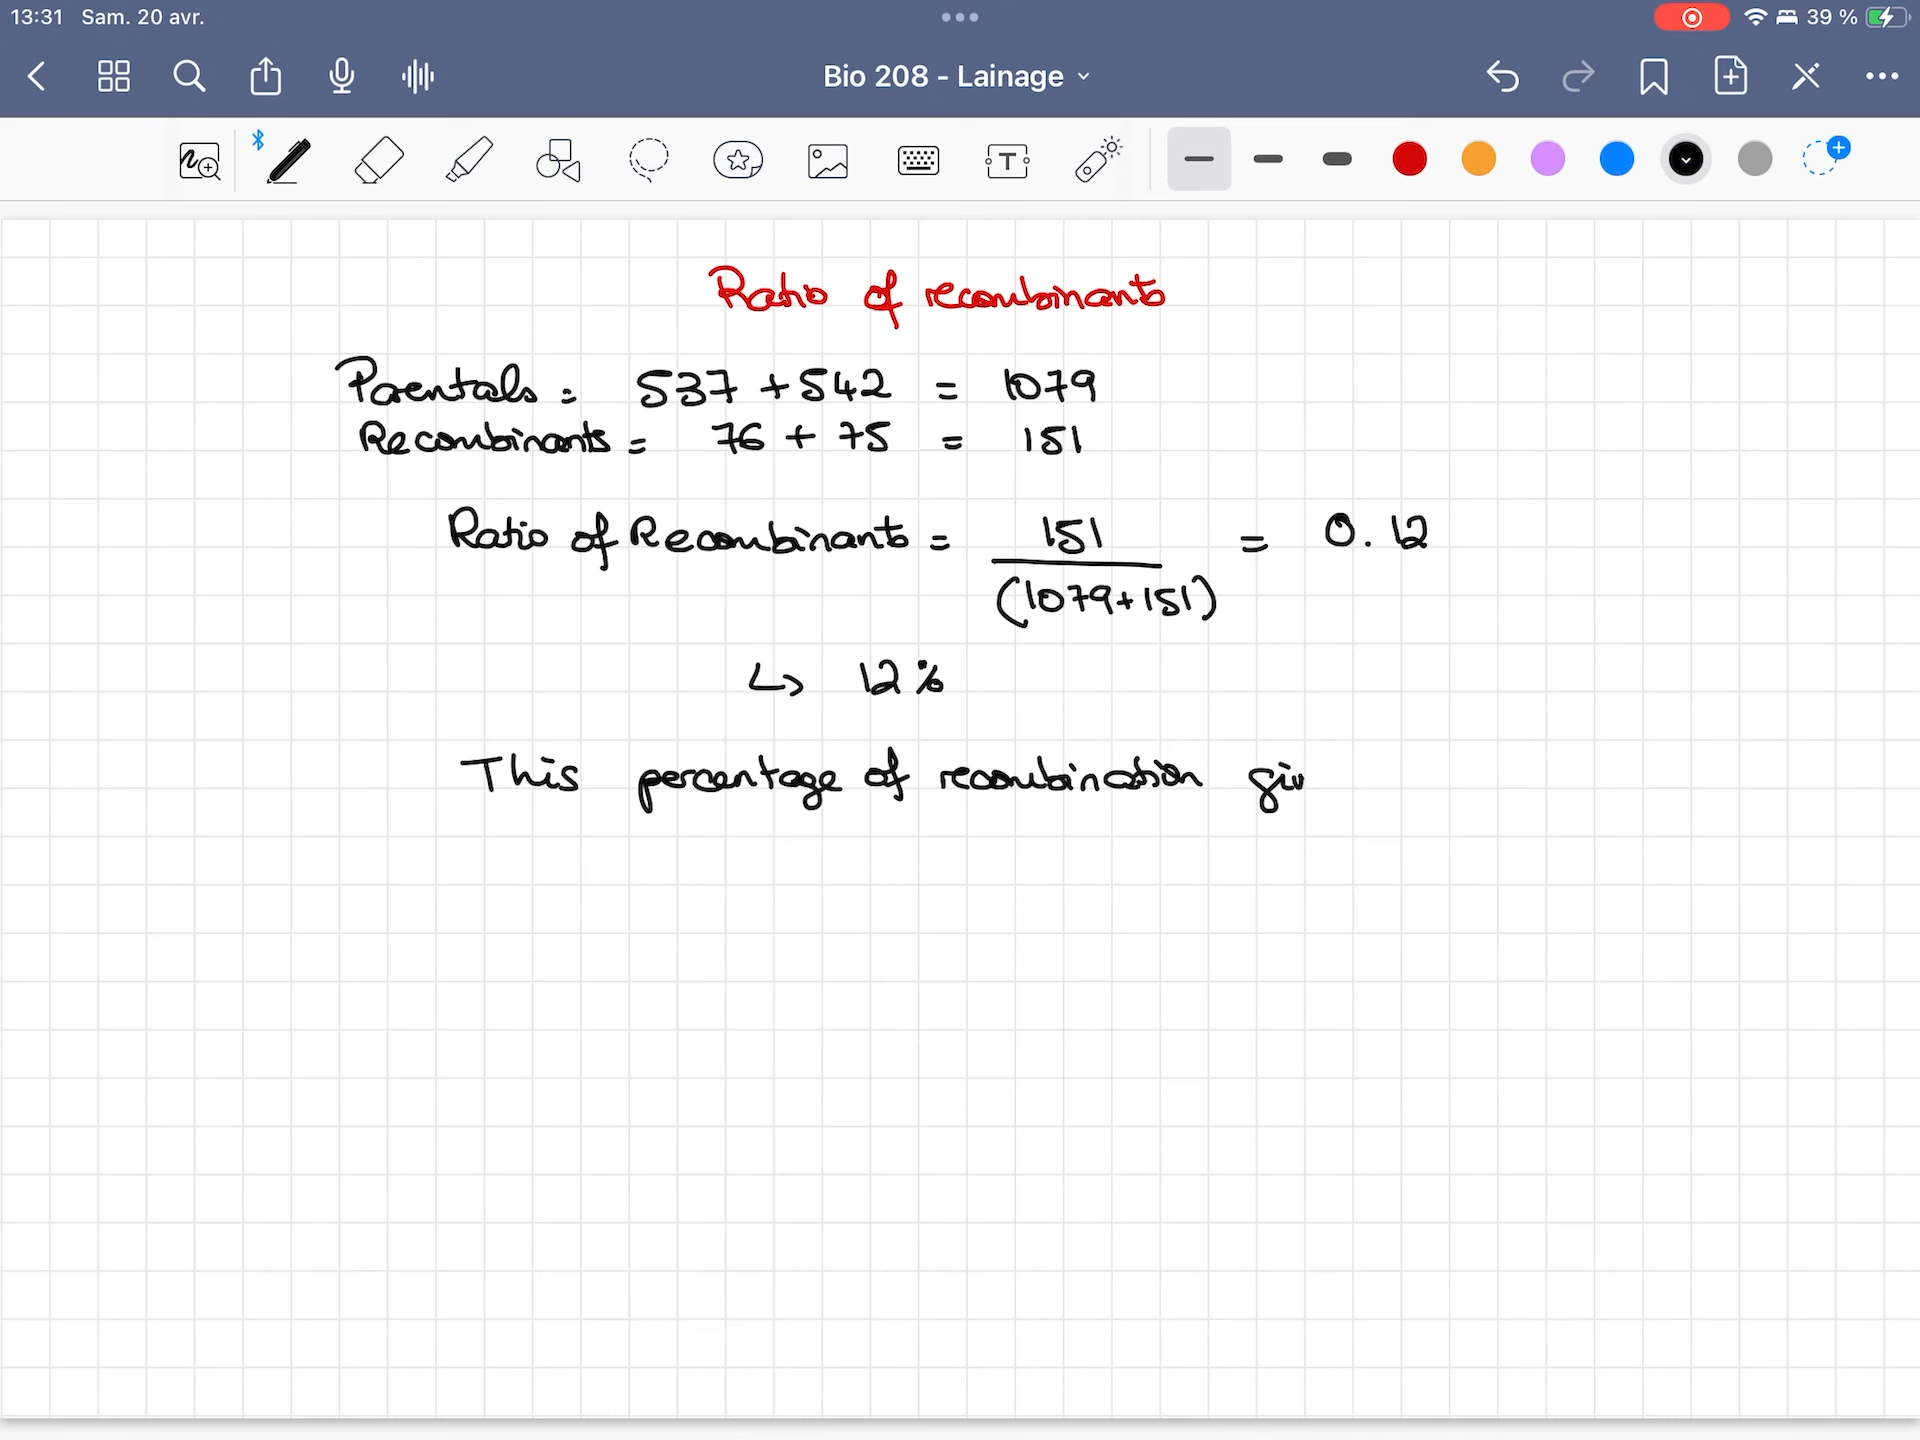 13:31 Sam. 20 avr.
39 %
Bio 208 - Lainage
T
Ratio of recombinants
Parentals = 537 + 542 = 1079
Recombinants = 76 + 75 = 151
Ratio of Recombinants = 151 = 0.12
(1079+151)
↳ 12%
This percentage of recombination giv